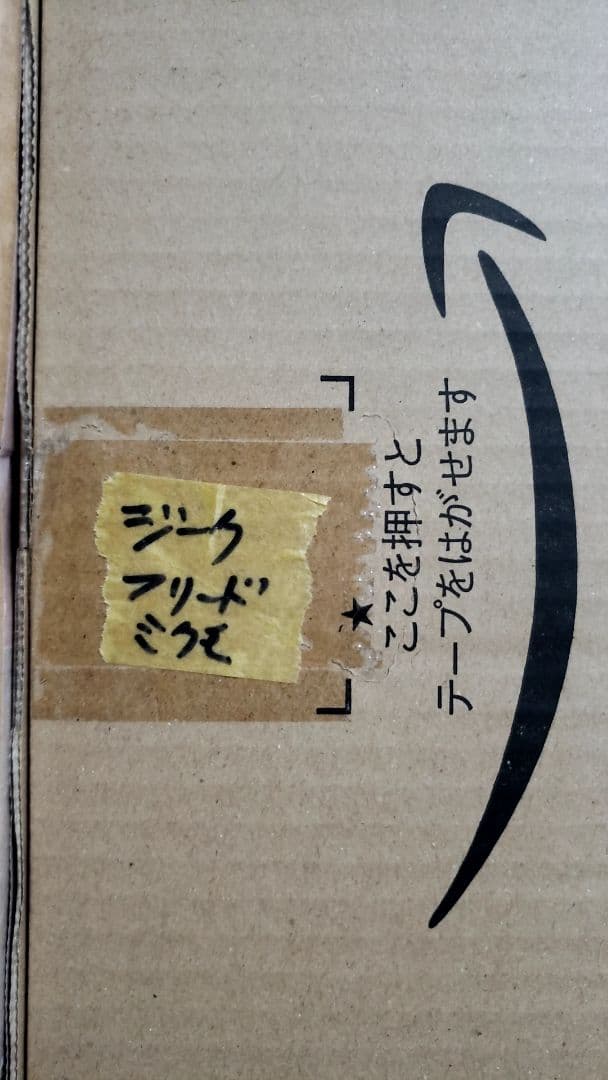 ジーク
フリード
ミクモ
★
ここを押すと
テープをはがせます